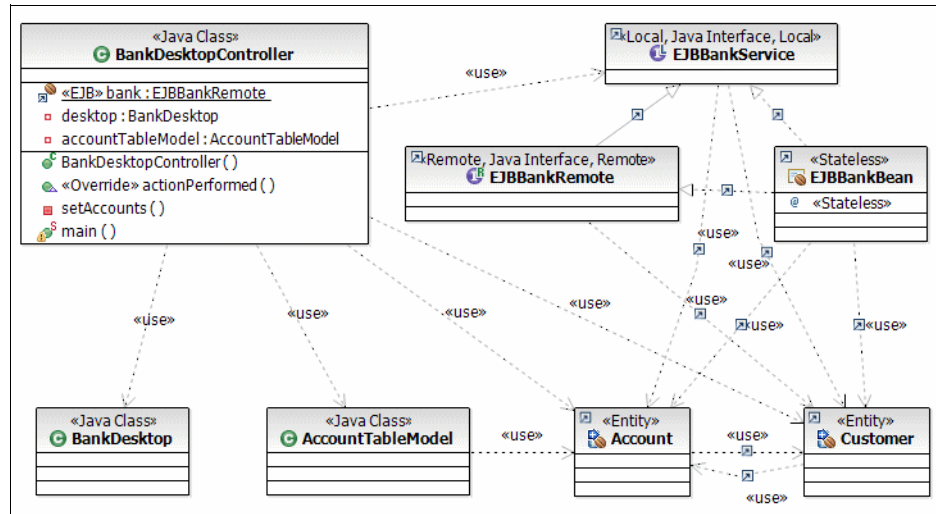 «Java Class»
BankDesktopController
«EJB» bank : EJBBankRemote
desktop : BankDesktop
accountTableModel : AccountTableModel
BankDesktopController ( )
«Override» actionPerformed ( )
setAccounts ( )
main ( )
«use»
«Local, Java Interface, Local»
EJBBankService
«Remote, Java Interface, Remote»
EJBBankRemote
«Stateless»
EJBBankBean
@ «Stateless»
«use»
«use»
«use»
«use»
«use»
«use»
«use»
«use»
«Java Class»
BankDesktop
«Java Class»
AccountTableModel
«use»
«Entity»
Account
«use»
«use»
«Entity»
Customer